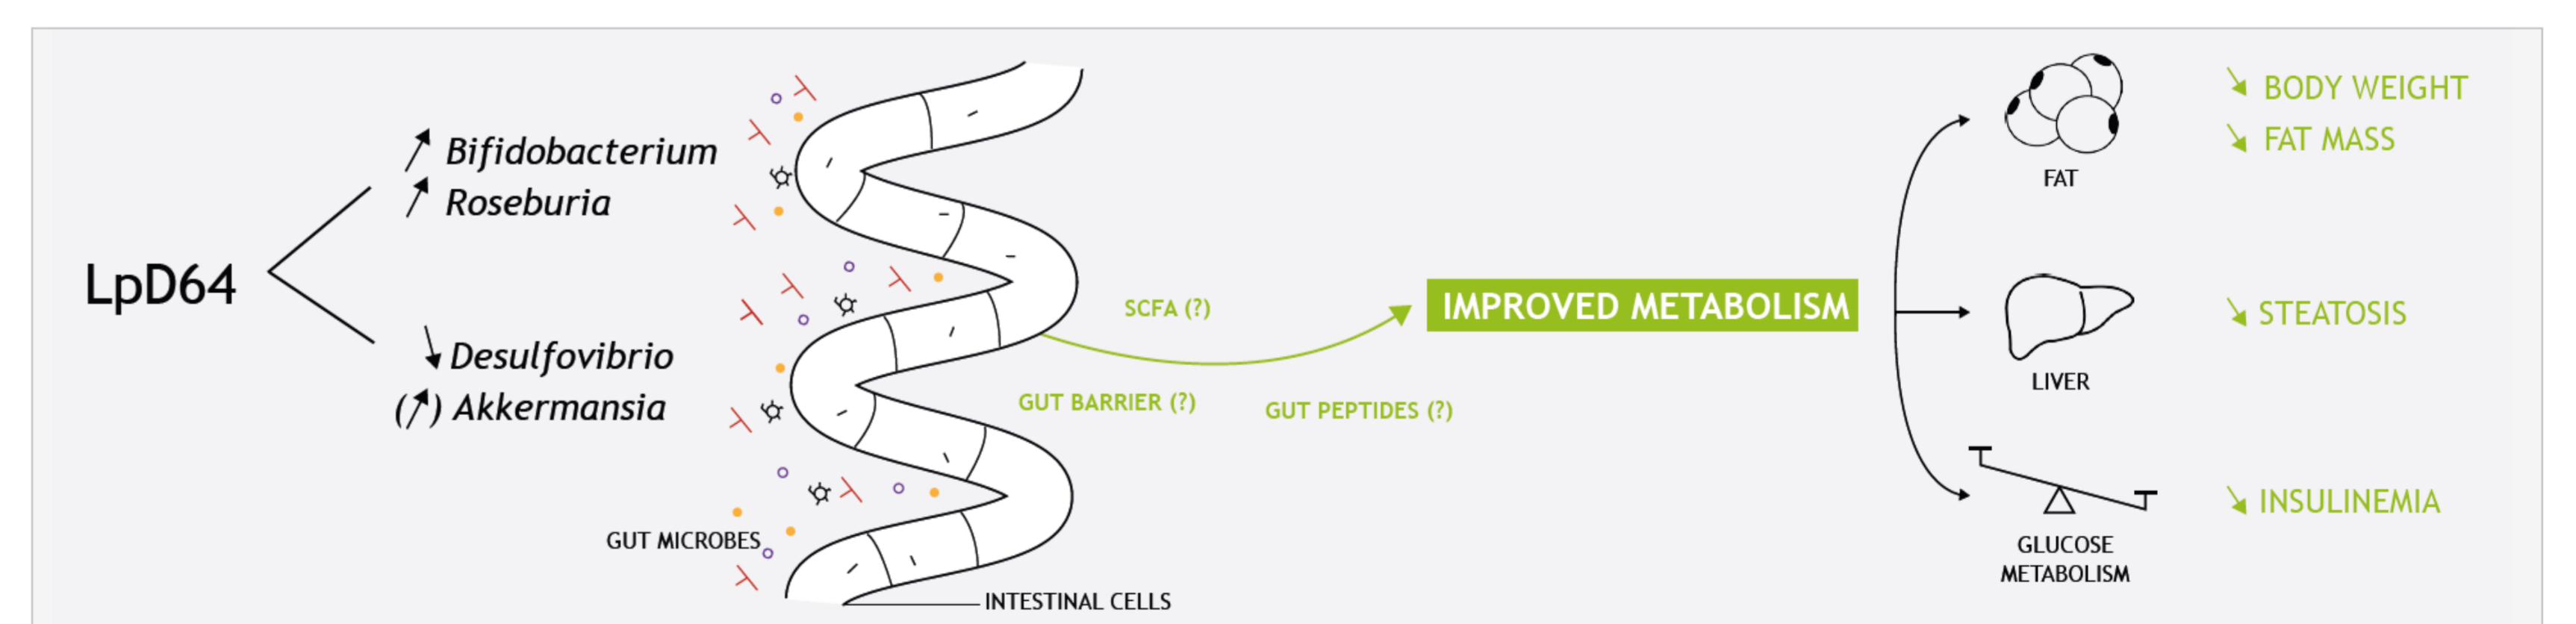 LpD64
↗ Bifidobacterium
↗ Roseburia
↘ Desulfovibrio
(↗) Akkermansia
GUT MICROBES
INTESTINAL CELLS
SCFA (?)
GUT BARRIER (?)
GUT PEPTIDES (?)
IMPROVED METABOLISM
FAT
↘ BODY WEIGHT
↘ FAT MASS
LIVER
↘ STEATOSIS
GLUCOSE
METABOLISM
↘ INSULINEMIA